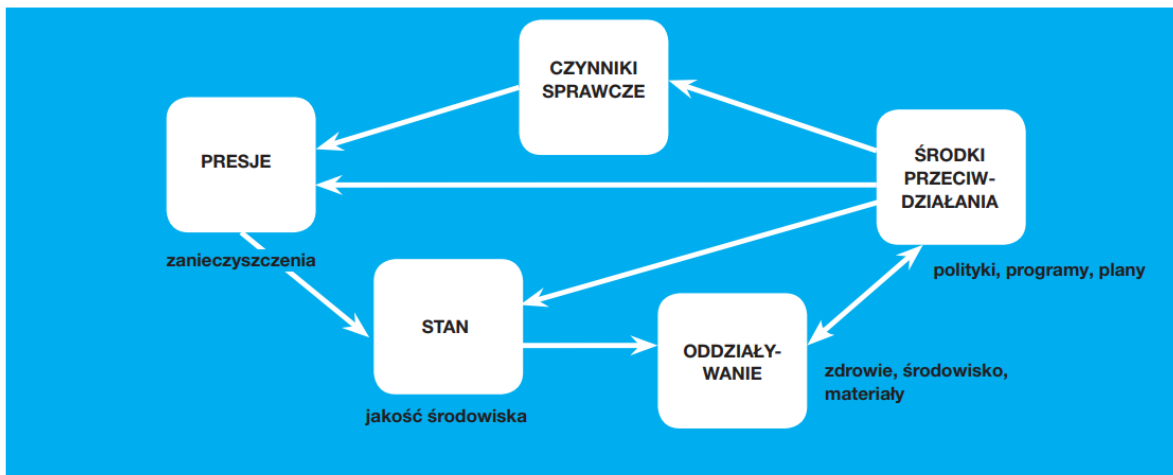 CZYNNIKI
SPRAWCZE
PRESJE
ŚRODKI
PRZECIW-
DZIAŁANIA
zanieczyszczenia
polityki, programy, plany
STAN
ODDZIAŁY-
WANIE
zdrowie, środowisko,
materiały
jakość środowiska